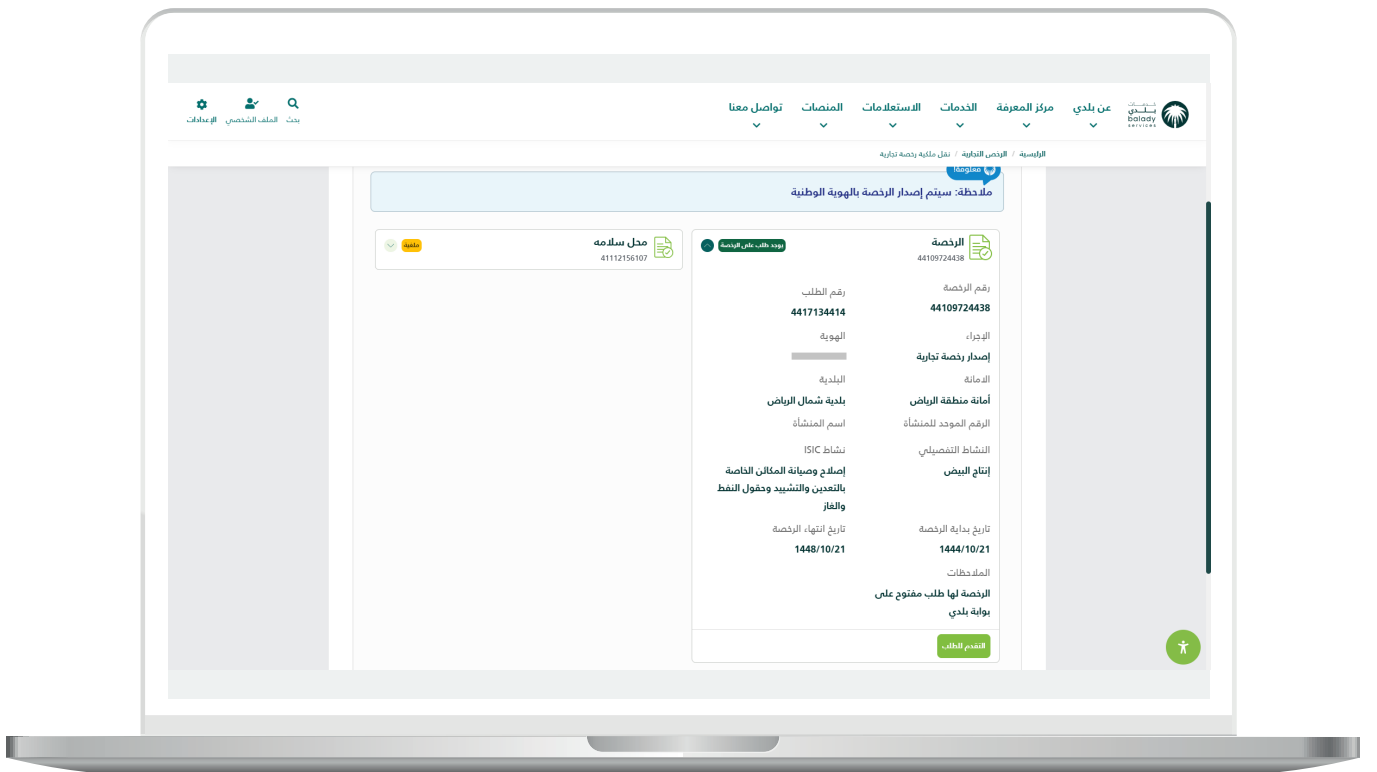 خدمات
بلدي
balady
services
عن بلدي
مركز المعرفة
الخدمات
الاستعلامات
المنصات
تواصل معنا
بحث
الملف الشخصي
الإعدادات
الرئيسية / الرخص التجارية / نقل ملكية رخصة تجارية
معلومة!
ملاحظة: سيتم إصدار الرخصة بالهوية الوطنية
الرخصة
44109724438
يوجد طلب على الرخصة
محل سلامه
41112156107
ملغية
رقم الرخصة
44109724438
رقم الطلب
4417134414
الإجراء
إصدار رخصة تجارية
الهوية
الامانة
أمانة منطقة الرياض
البلدية
بلدية شمال الرياض
الرقم الموحد للمنشأة
اسم المنشأة
النشاط التفصيلي
إنتاج البيض
نشاط ISIC
إصلاح وصيانة المكائن الخاصة
بالتعدين والتشييد وحقول النفط
والغاز
تاريخ بداية الرخصة
1444/10/21
تاريخ انتهاء الرخصة
1448/10/21
الملاحظات
الرخصة لها طلب مفتوح على
بوابة بلدي
التقدم للطلب